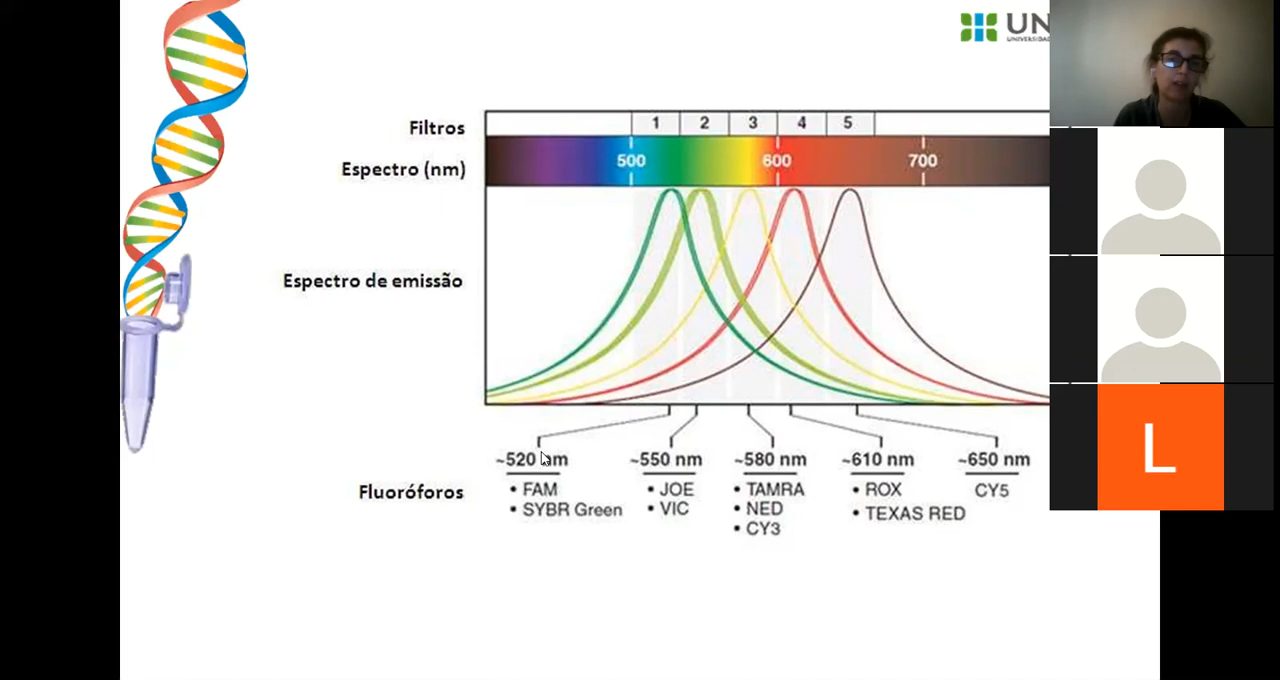 UN
Filtros
1 2 3 4 5
Espectro (nm)
500 600 700
Espectro de emissão
~520 nm ~550 nm ~580 nm ~610 nm ~650 nm
Fluoróforos
• FAM • JOE • TAMRA • ROX CY5
• SYBR Green • VIC • NED • TEXAS RED
• CY3
L